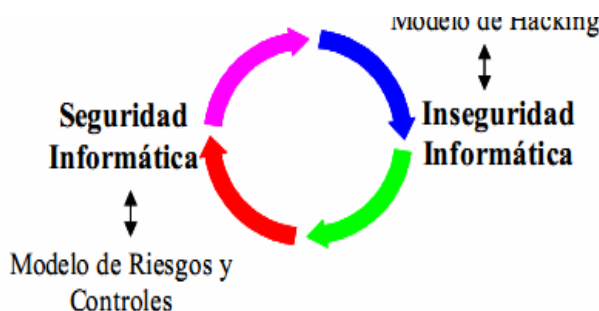 Modelo de Hacking
Seguridad
Informática
Inseguridad
Informática
Modelo de Riesgos y
Controles